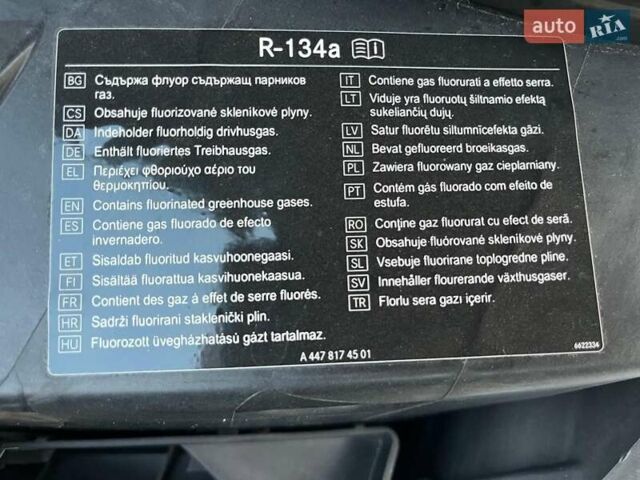 auto RIA.com
R-134a
BG Съдържа флуор съдържащ парников
газ.
CS Obsahuje fluorizované skleníkové plyny.
DA Indeholder fluorholdig drivhusgas.
DE Enthält fluoriertes Treibhausgas.
EL Περιέχει φθοριούχο αέριο του
θερμοκηπίου.
EN Contains fluorinated greenhouse gases.
ES Contiene gas fluorado de efecto
invernadero.
ET Sisaldab fluoritud kasvuhoonegaasi.
FI Sisältää fluorattua kasvihuonekaasua.
FR Contient des gaz á effet de serre fluorés.
HR Sadrži fluorirani staklenički plin.
HU Fluorozott üvegházhatású gázt tartalmaz.
IT Contiene gas fluorurati a effetto serra.
LT Viduje yra fluoruotų šiltnamio efektą
sukeliančių dujų.
LV Satur fluorētu siltumnīcefekta gāzi.
NL Bevat gefluoreerd broeikasgas.
PL Zawiera fluorowany gaz cieplarniany.
PT Contém gás fluorado com efeito de
estufa.
RO Conţine gaz fluorurat cu efect de seră.
SK Obsahuje fluórované skleníkové plyny.
SL Vsebuje fluorirane toplogredne pline.
SV Innehåller flourerande växthusgaser.
TR Florlu sera gazı içerir.
A 447 817 45 01
6622334